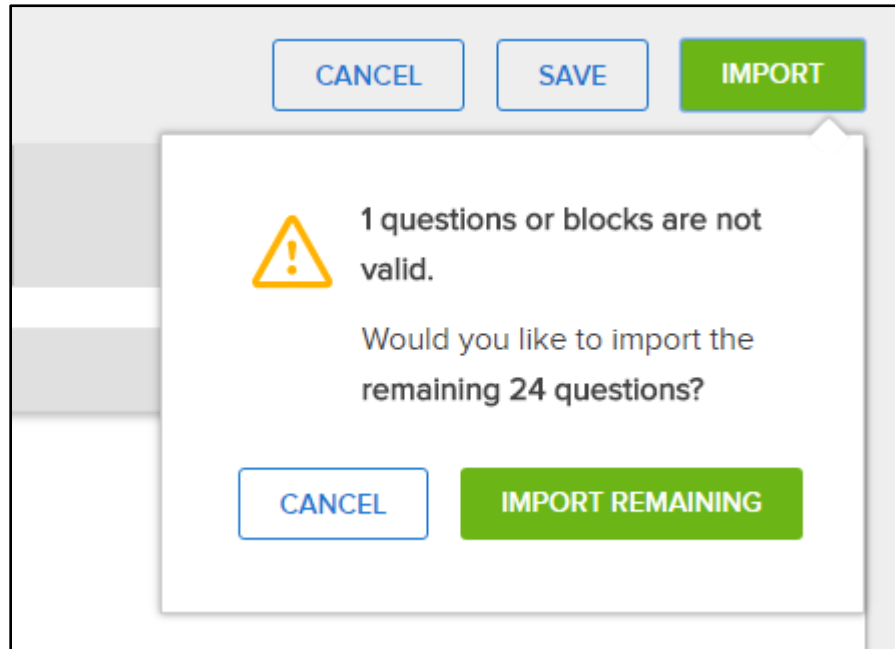 CANCEL SAVE IMPORT
1 questions or blocks are not
valid.
Would you like to import the
remaining 24 questions?
CANCEL IMPORT REMAINING